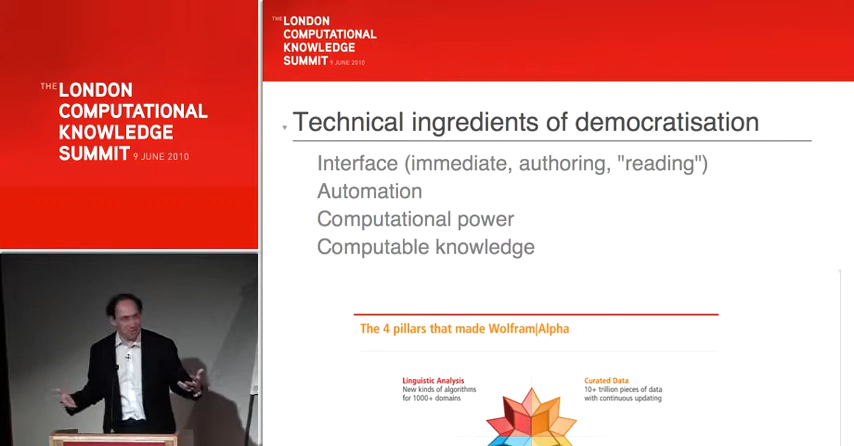 THE LONDON
COMPUTATIONAL
KNOWLEDGE
SUMMIT 9 JUNE 2010
THE LONDON
COMPUTATIONAL
KNOWLEDGE
SUMMIT 9 JUNE 2010
Technical ingredients of democratisation
Interface (immediate, authoring, "reading")
Automation
Computational power
Computable knowledge
The 4 pillars that made Wolfram|Alpha
Linguistic Analysis
New kinds of algorithms
for 1000+ domains
Curated Data
10+ trillion pieces of data
with continuous updating